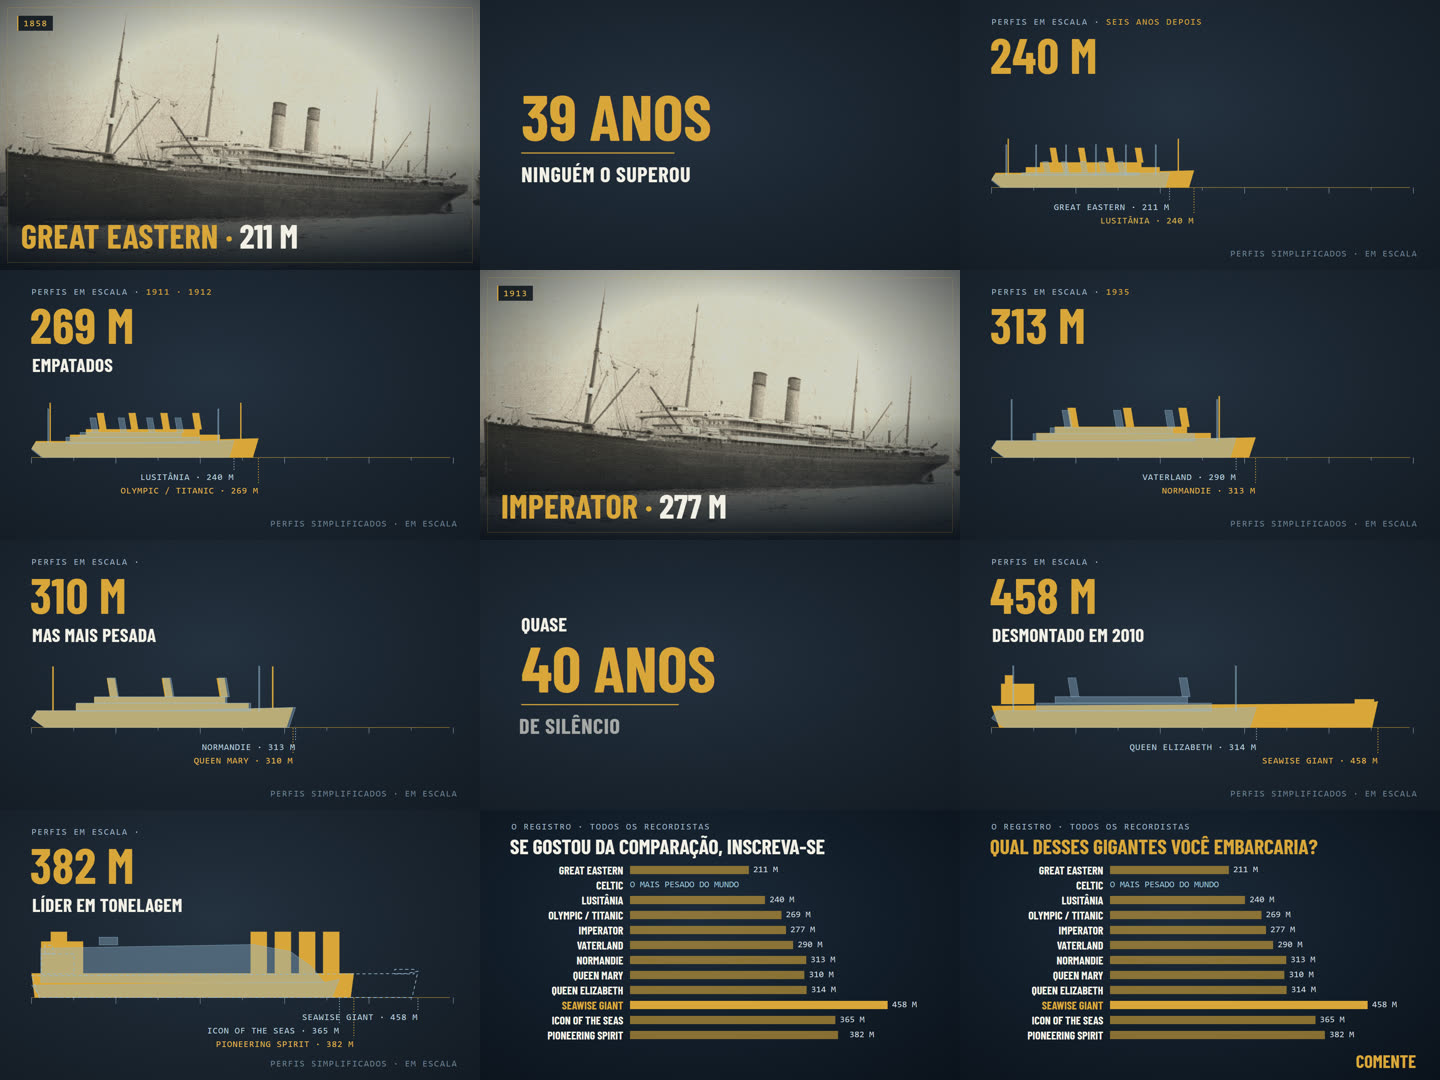 1858
GREAT EASTERN · 211 M
39 ANOS
NINGUÉM O SUPEROU
PERFIS EM ESCALA · SEIS ANOS DEPOIS
240 M
GREAT EASTERN · 211 M
LUSITÂNIA · 240 M
PERFIS SIMPLIFICADOS · EM ESCALA
PERFIS EM ESCALA · 1911 · 1912
269 M
EMPATADOS
LUSITÂNIA · 240 M
OLYMPIC / TITANIC · 269 M
PERFIS SIMPLIFICADOS · EM ESCALA
1913
IMPERATOR · 277 M
PERFIS EM ESCALA · 1935
313 M
VATERLAND · 290 M
NORMANDIE · 313 M
PERFIS SIMPLIFICADOS · EM ESCALA
PERFIS EM ESCALA ·
310 M
MAS MAIS PESADA
NORMANDIE · 313 M
QUEEN MARY · 310 M
PERFIS SIMPLIFICADOS · EM ESCALA
QUASE
40 ANOS
DE SILÊNCIO
PERFIS EM ESCALA ·
458 M
DESMONTADO EM 2010
QUEEN ELIZABETH · 314 M
SEAWISE GIANT · 458 M
PERFIS SIMPLIFICADOS · EM ESCALA
PERFIS EM ESCALA ·
382 M
LÍDER EM TONELAGEM
SEAWISE GIANT · 458 M
ICON OF THE SEAS · 365 M
PIONEERING SPIRIT · 382 M
PERFIS SIMPLIFICADOS · EM ESCALA
O REGISTRO · TODOS OS RECORDISTAS
SE GOSTOU DA COMPARAÇÃO, INSCREVA-SE
GREAT EASTERN 211 M
CELTIC O MAIS PESADO DO MUNDO
LUSITÂNIA 240 M
OLYMPIC / TITANIC 269 M
IMPERATOR 277 M
VATERLAND 290 M
NORMANDIE 313 M
QUEEN MARY 310 M
QUEEN ELIZABETH 314 M
SEAWISE GIANT 458 M
ICON OF THE SEAS 365 M
PIONEERING SPIRIT 382 M
O REGISTRO · TODOS OS RECORDISTAS
QUAL DESSES GIGANTES VOCÊ EMBARCARIA?
GREAT EASTERN 211 M
CELTIC O MAIS PESADO DO MUNDO
LUSITÂNIA 240 M
OLYMPIC / TITANIC 269 M
IMPERATOR 277 M
VATERLAND 290 M
NORMANDIE 313 M
QUEEN MARY 310 M
QUEEN ELIZABETH 314 M
SEAWISE GIANT 458 M
ICON OF THE SEAS 365 M
PIONEERING SPIRIT 382 M
COMENTE